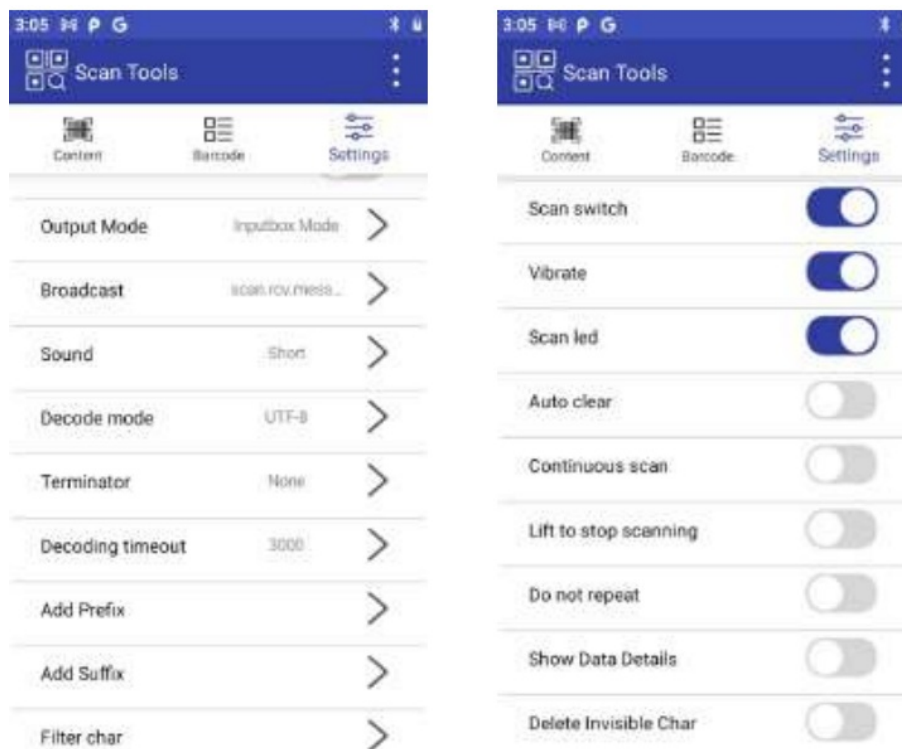 3:05 P G
Scan Tools
Content Barcode Settings
Output Mode Inputbox Mode
Broadcast scan.rcv.mess...
Sound Short
Decode mode UTF-8
Terminator None
Decoding timeout 3000
Add Prefix
Add Suffix
Filter char
3:05 P G
Scan Tools
Content Barcode Settings
Scan switch
Vibrate
Scan led
Auto clear
Continuous scan
Lift to stop scanning
Do not repeat
Show Data Details
Delete Invisible Char